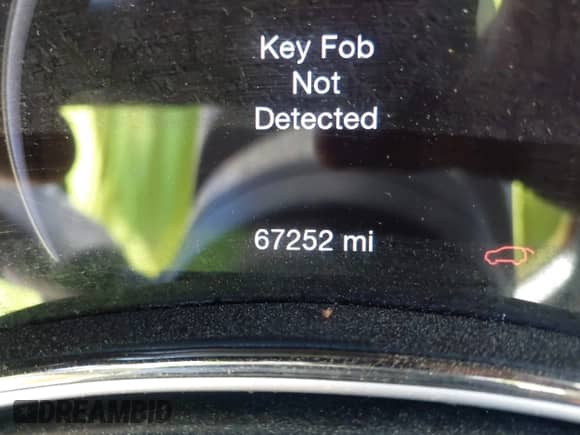 Key Fob
Not
Detected
67252 mi
DREAMBID